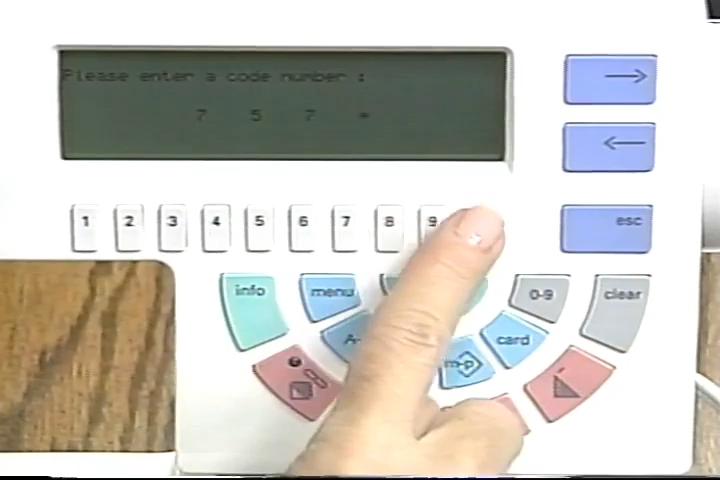 Please enter a code number :
7 5 7
1 2 3 4 5 6 7 8 9
esc
info menu 0-9 clear
card